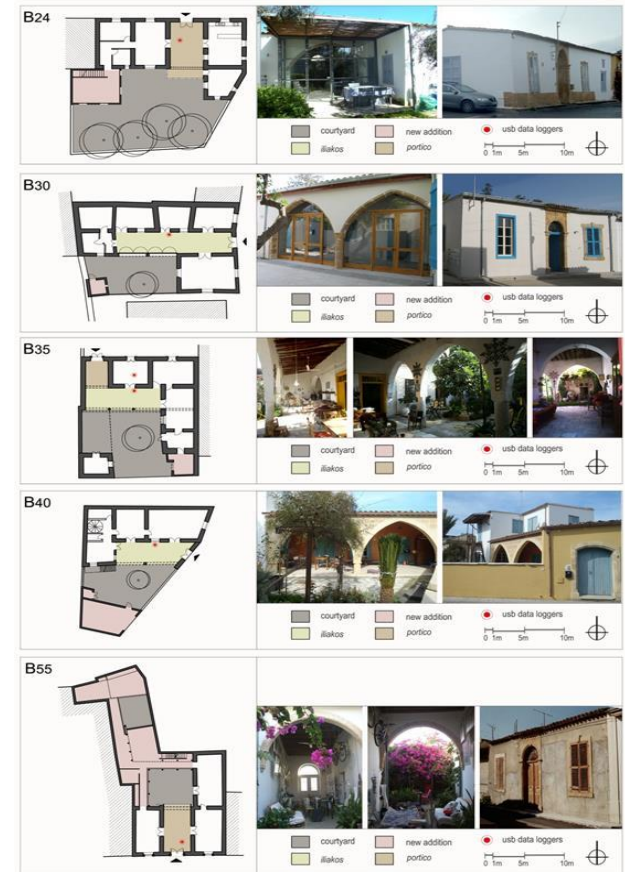 B24
courtyard new addition usb data loggers
iliakos portico 0 1m 5m 10m
B30
courtyard new addition usb data loggers
iliakos portico 0 1m 5m 10m
B35
courtyard new addition usb data loggers
iliakos portico 0 1m 5m 10m
B40
courtyard new addition usb data loggers
iliakos portico 0 1m 5m 10m
B55
courtyard new addition usb data loggers
iliakos portico 0 1m 5m 10m